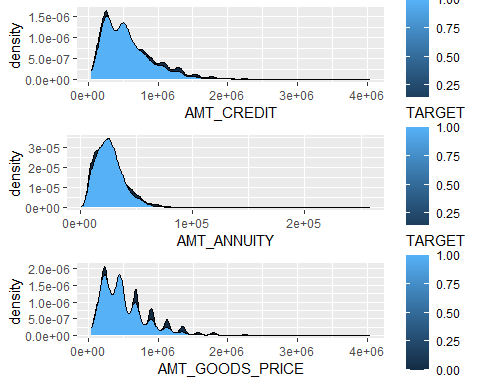 density
1.5e-06
1.0e-06
5.0e-07
0.0e+00
0e+00 1e+06 2e+06 3e+06 4e+06
AMT_CREDIT
1.00
0.75
0.50
0.25
density
3e-05
2e-05
1e-05
0e+00
0e+00 1e+05 2e+05
AMT_ANNUITY
TARGET
1.00
0.75
0.50
0.25
density
2.0e-06
1.5e-06
1.0e-06
5.0e-07
0.0e+00
0e+00 1e+06 2e+06 3e+06 4e+06
AMT_GOODS_PRICE
TARGET
1.00
0.75
0.50
0.25
0.00